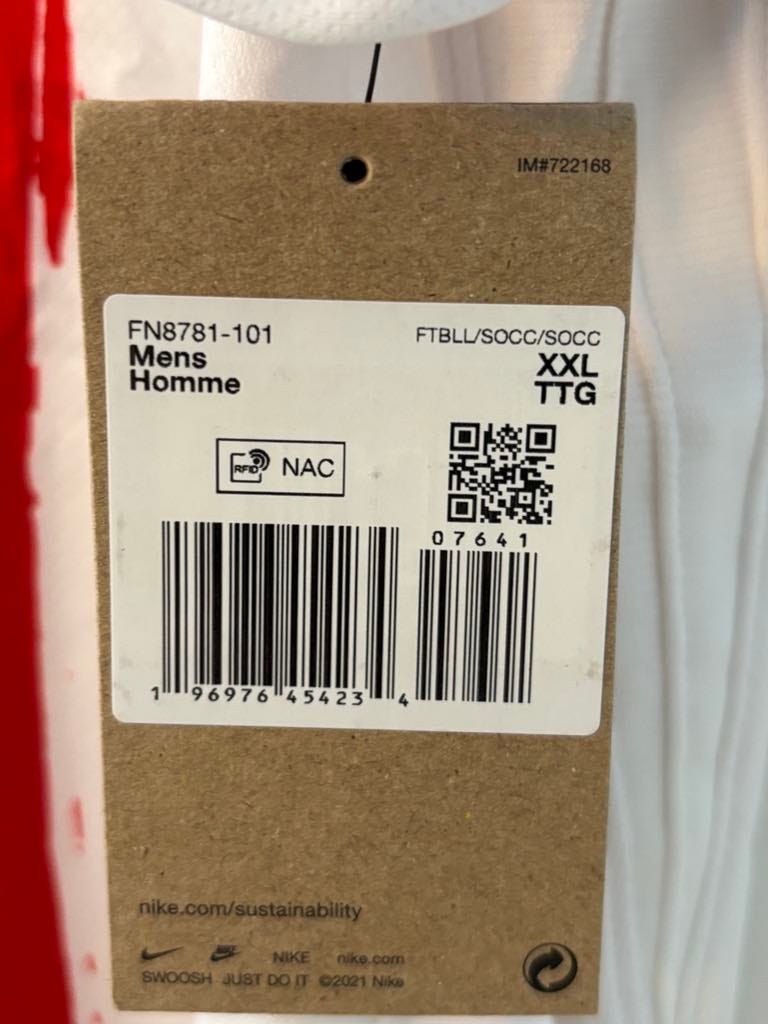 IM#722168
FN8781-101
FTBLL/SOCC/SOCC
Mens
XXL
Homme
TTG
RFID NAC
07641
1 96976 45423 4
nike.com/sustainability
NIKE nike.com
SWOOSH JUST DO IT ©2021 Nike